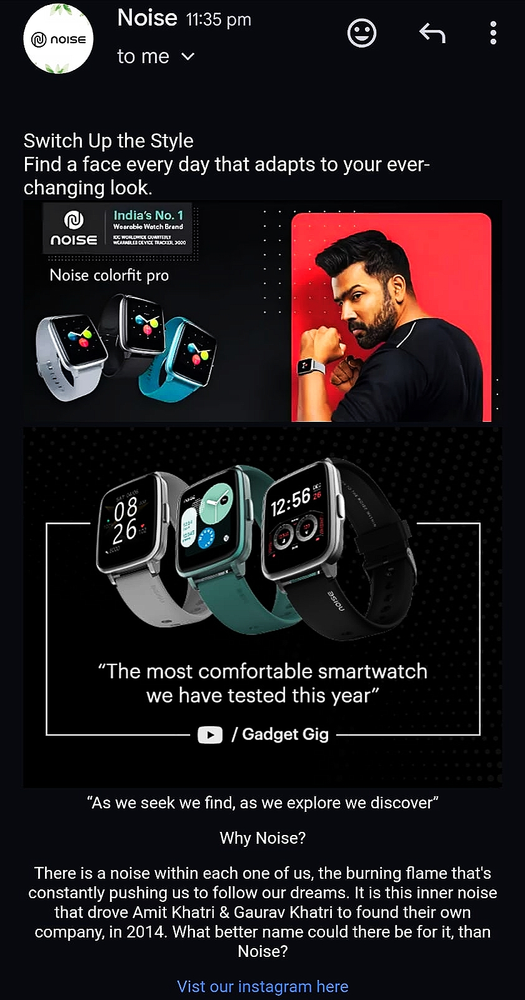 NOISE
Noise 11:35 pm
to me
Switch Up the Style
Find a face every day that adapts to your ever-
changing look.
NOISE
India's No. 1
Wearable Watch Brand
IDC WORLDWIDE QUARTERLY
WEARABLES DEVICE TRACKER, 2020
Noise colorfit pro
SAT 04/06
08
26
12:56
DEC
26
noise
“The most comfortable smartwatch
we have tested this year”
/ Gadget Gig
“As we seek we find, as we explore we discover”
Why Noise?
There is a noise within each one of us, the burning flame that's
constantly pushing us to follow our dreams. It is this inner noise
that drove Amit Khatri & Gaurav Khatri to found their own
company, in 2014. What better name could there be for it, than
Noise?
Vist our instagram here